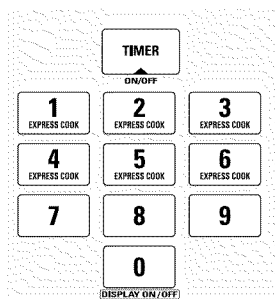 TIMER
ON/OFF
1 2 3
EXPRESS COOK EXPRESS COOK EXPRESS COOK
4 5 6
EXPRESS COOK EXPRESS COOK EXPRESS COOK
7 8 9
0
DISPLAY ON/OFF